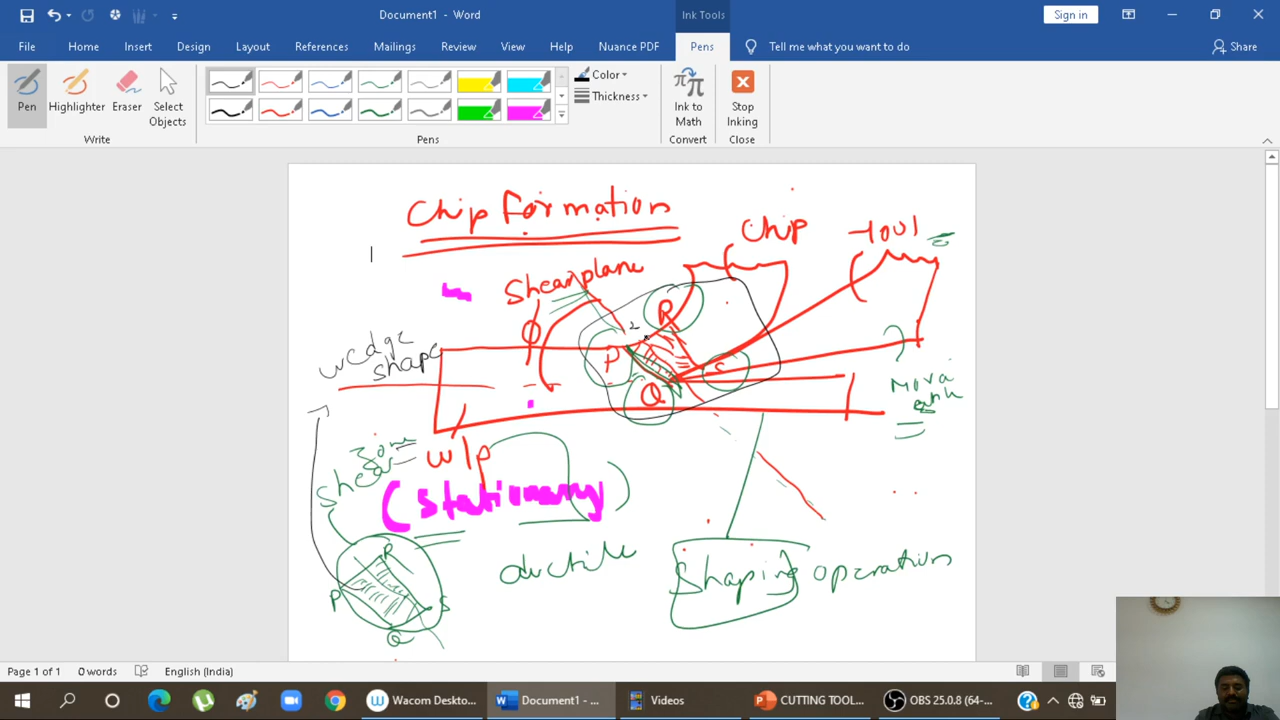 Document1 - Word
Ink Tools
Sign in
File Home Insert Design Layout References Mailings Review View Help Nuance PDF Pens Tell me what you want to do Share
Pen Highlighter Eraser Select Objects
Color
Thickness
Ink to Math
Stop Inking
Write Pens Convert Close
Chip Formation
Chip
tool
Shear plane
R
2
ϕ
P
S
wedge
shape
Q
w/p
Shear
zone
(stationary)
ductile
Shaping operation
R
P
S
Q
Page 1 of 1 0 words English (India)
Wacom Deskto...
Document1 - ...
Videos
CUTTING TOOL...
OBS 25.0.8 (64-...